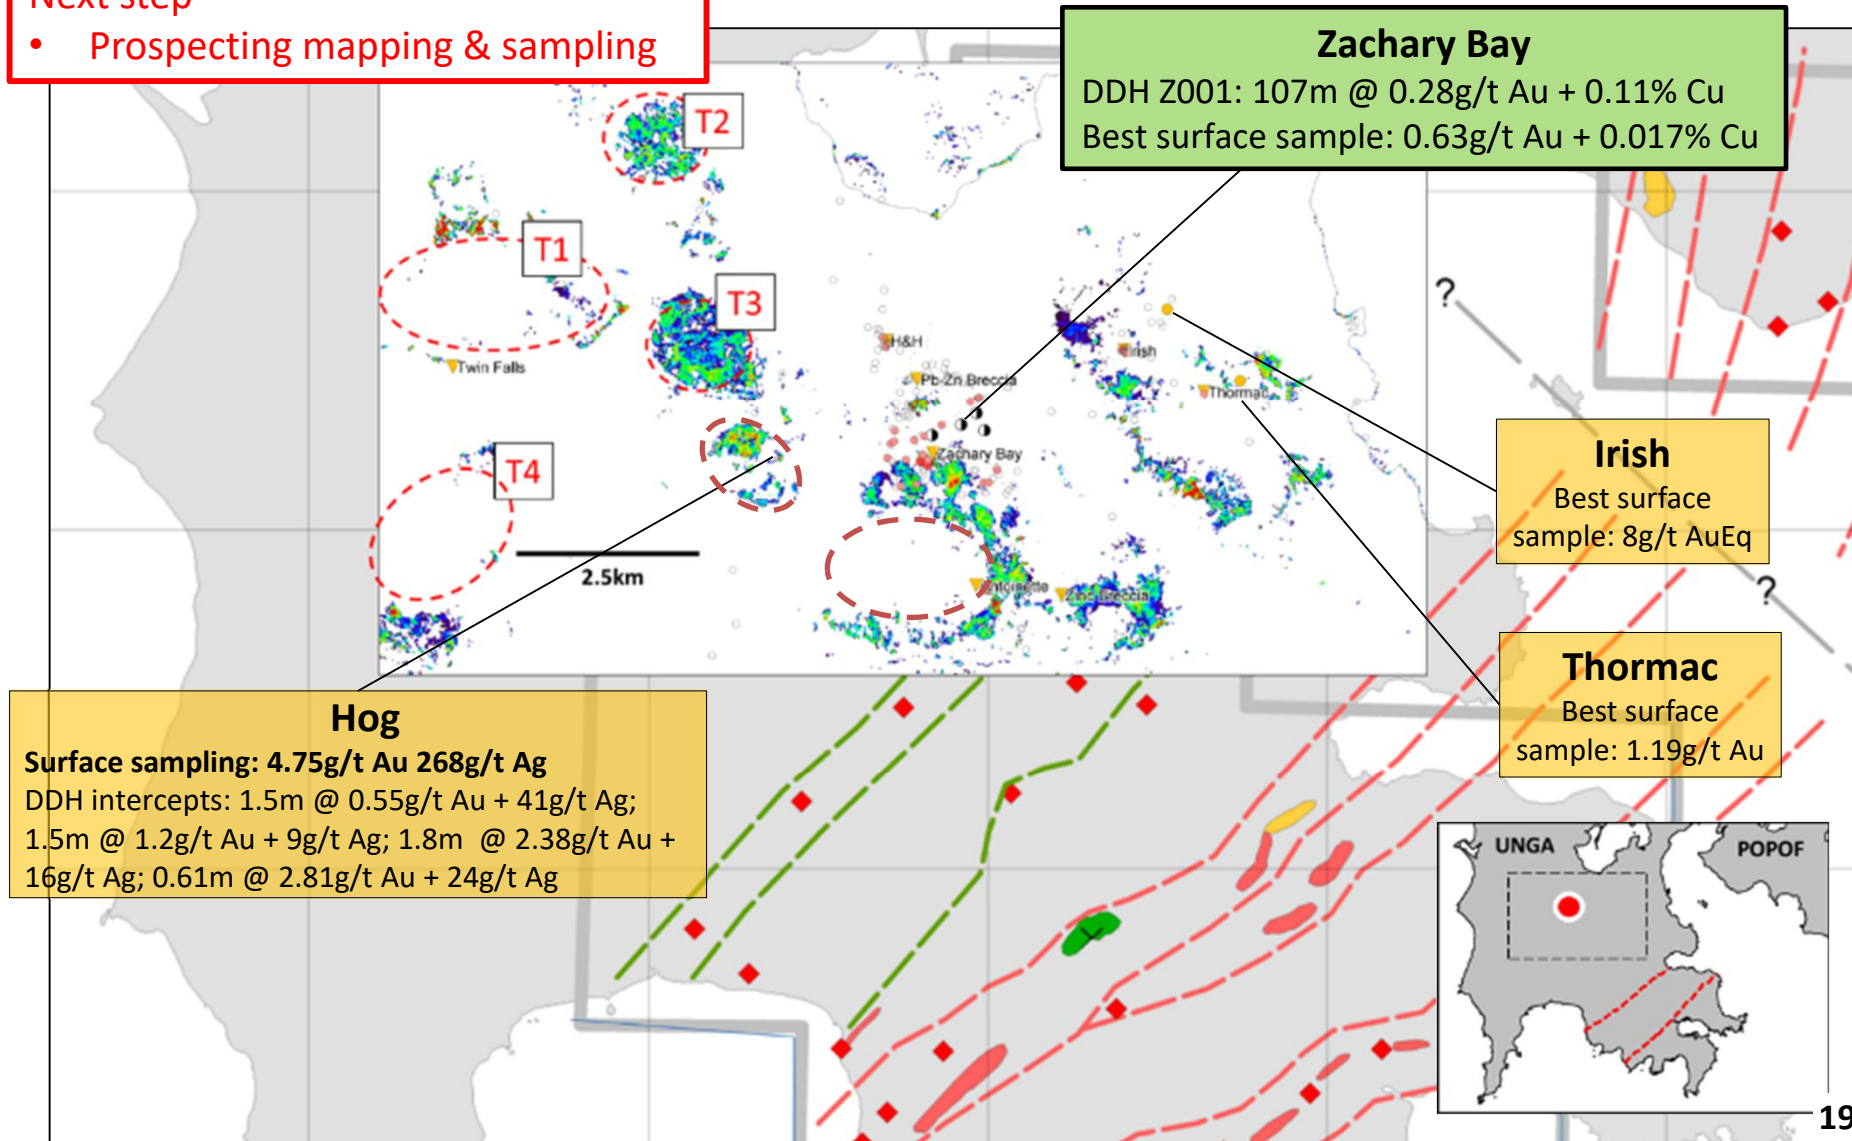 Next step
• Prospecting mapping & sampling
Zachary Bay
DDH Z001: 107m @ 0.28g/t Au + 0.11% Cu
Best surface sample: 0.63g/t Au + 0.017% Cu
T2
T1
T3
?
H&H
Irish
Twin Falls
Pb-Zn Breccia
Thormac
Zachary Bay
T4
Irish
Best surface
sample: 8g/t AuEq
2.5km
Antoinette
Zinc Breccia
?
Thormac
Best surface
sample: 1.19g/t Au
Hog
Surface sampling: 4.75g/t Au 268g/t Ag
DDH intercepts: 1.5m @ 0.55g/t Au + 41g/t Ag;
1.5m @ 1.2g/t Au + 9g/t Ag; 1.8m @ 2.38g/t Au +
16g/t Ag; 0.61m @ 2.81g/t Au + 24g/t Ag
UNGA
POPOF
19